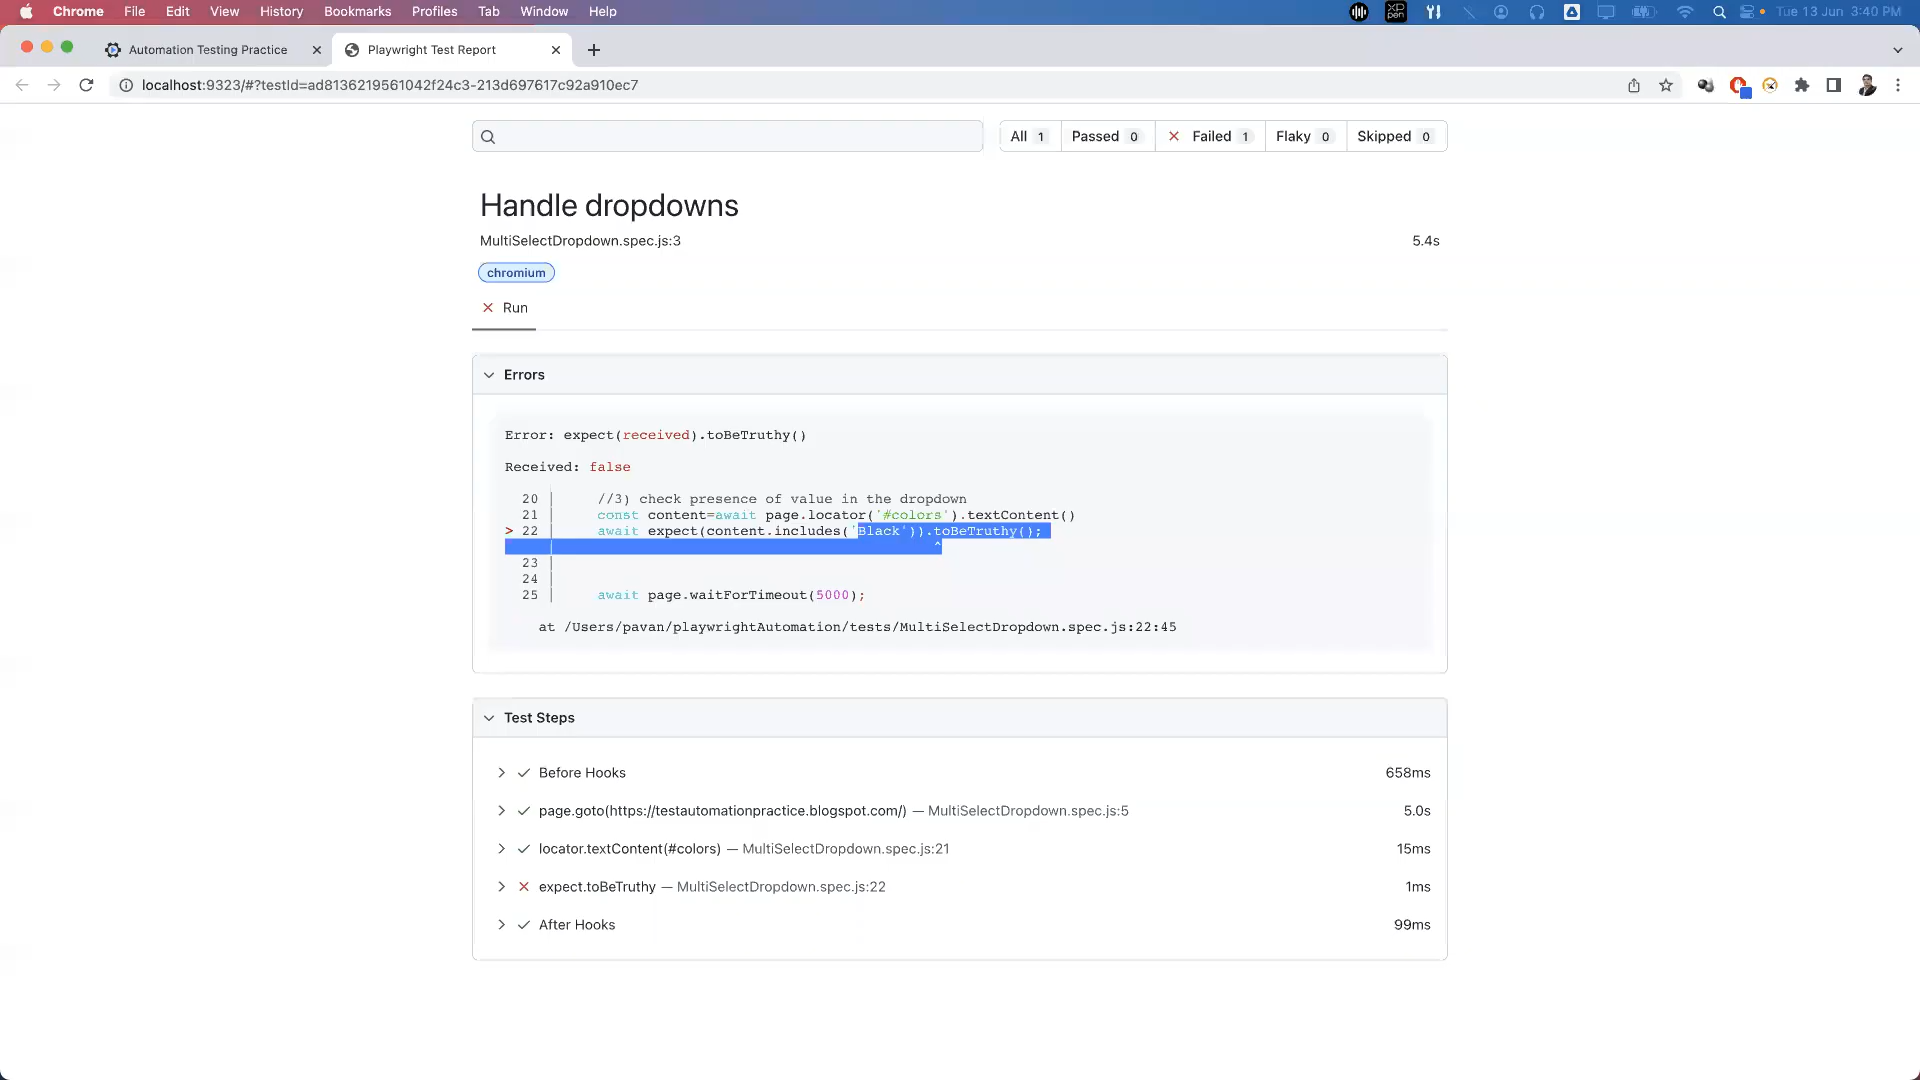 Chrome File Edit View History Bookmarks Profiles Tab Window Help Tue 13 Jun 3:40 PM
Automation Testing Practice Playwright Test Report
localhost:9323/#?testId=ad8136219561042f24c3-213d697617c92a910ec7
All 1 Passed 0 Failed 1 Flaky 0 Skipped 0
Handle dropdowns
MultiSelectDropdown.spec.js:3 5.4s
chromium
Run
Errors
Error: expect(received).toBeTruthy()
Received: false
20 | //3) check presence of value in the dropdown
21 | const content=await page.locator('#colors').textContent()
> 22 | await expect(content.includes('Black')).toBeTruthy();
| ^
23 |
24 |
25 | await page.waitForTimeout(5000);
at /Users/pavan/playwrightAutomation/tests/MultiSelectDropdown.spec.js:22:45
Test Steps
Before Hooks 658ms
page.goto(https://testautomationpractice.blogspot.com/) — MultiSelectDropdown.spec.js:5 5.0s
locator.textContent(#colors) — MultiSelectDropdown.spec.js:21 15ms
expect.toBeTruthy — MultiSelectDropdown.spec.js:22 1ms
After Hooks 99ms